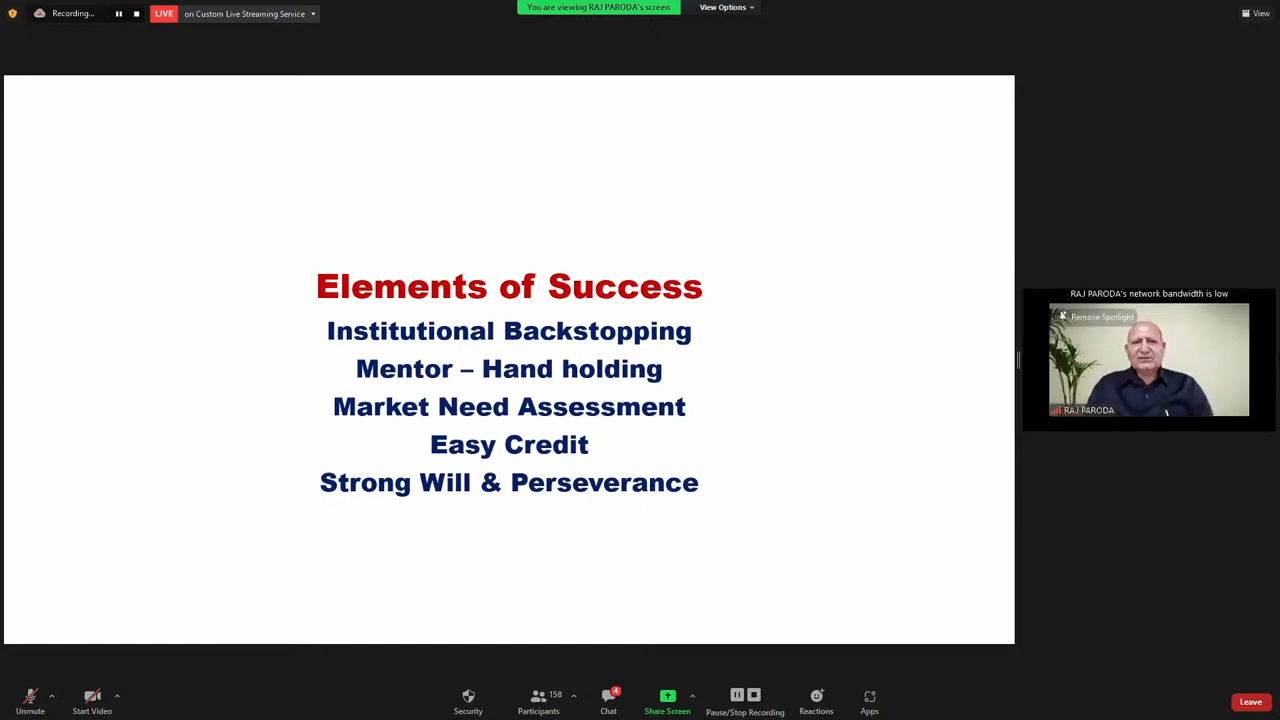 Recording...
LIVE on Custom Live Streaming Service
You are viewing RAJ PARODA's screen
View Options
View
Elements of Success
Institutional Backstopping
Mentor – Hand holding
Market Need Assessment
Easy Credit
Strong Will & Perseverance
RAJ PARODA's network bandwidth is low
Remove Spotlight
RAJ PARODA
Unmute
Start Video
Security
158
Participants
4
Chat
Share Screen
Pause/Stop Recording
Reactions
Apps
Leave